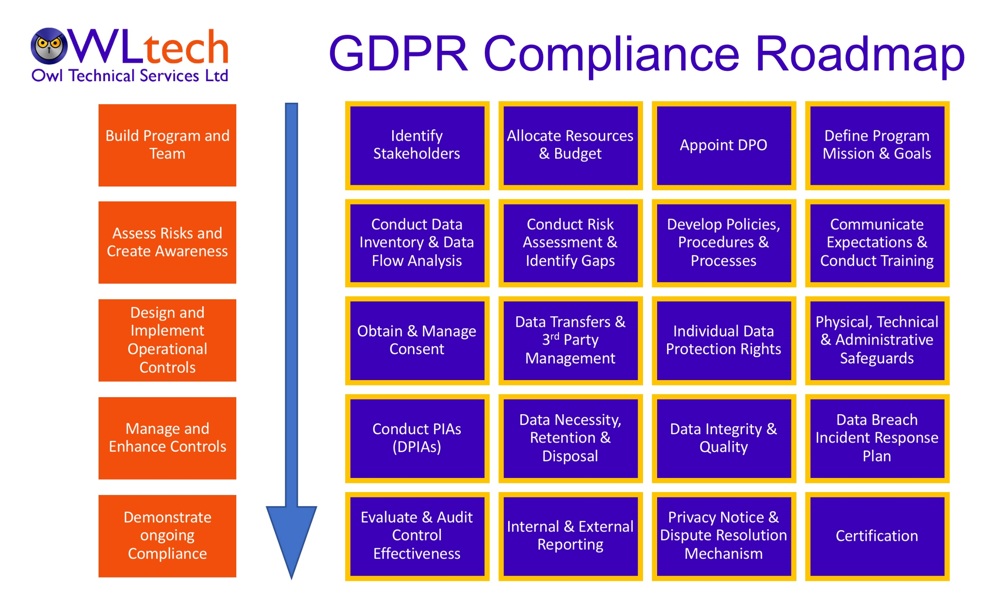 OWLtech
Owl Technical Services Ltd
GDPR Compliance Roadmap
Build Program and
Team
Identify
Stakeholders
Allocate Resources
& Budget
Appoint DPO
Define Program
Mission & Goals
Assess Risks and
Create Awareness
Conduct Data
Inventory & Data
Flow Analysis
Conduct Risk
Assessment &
Identify Gaps
Develop Policies,
Procedures &
Processes
Communicate
Expectations &
Conduct Training
Design and
Implement
Operational
Controls
Obtain & Manage
Consent
Data Transfers &
3rd Party
Management
Individual Data
Protection Rights
Physical, Technical
& Administrative
Safeguards
Manage and
Enhance Controls
Conduct PIAs
(DPIAs)
Data Necessity,
Retention &
Disposal
Data Integrity &
Quality
Data Breach
Incident Response
Plan
Demonstrate
ongoing
Compliance
Evaluate & Audit
Control
Effectiveness
Internal & External
Reporting
Privacy Notice &
Dispute Resolution
Mechanism
Certification